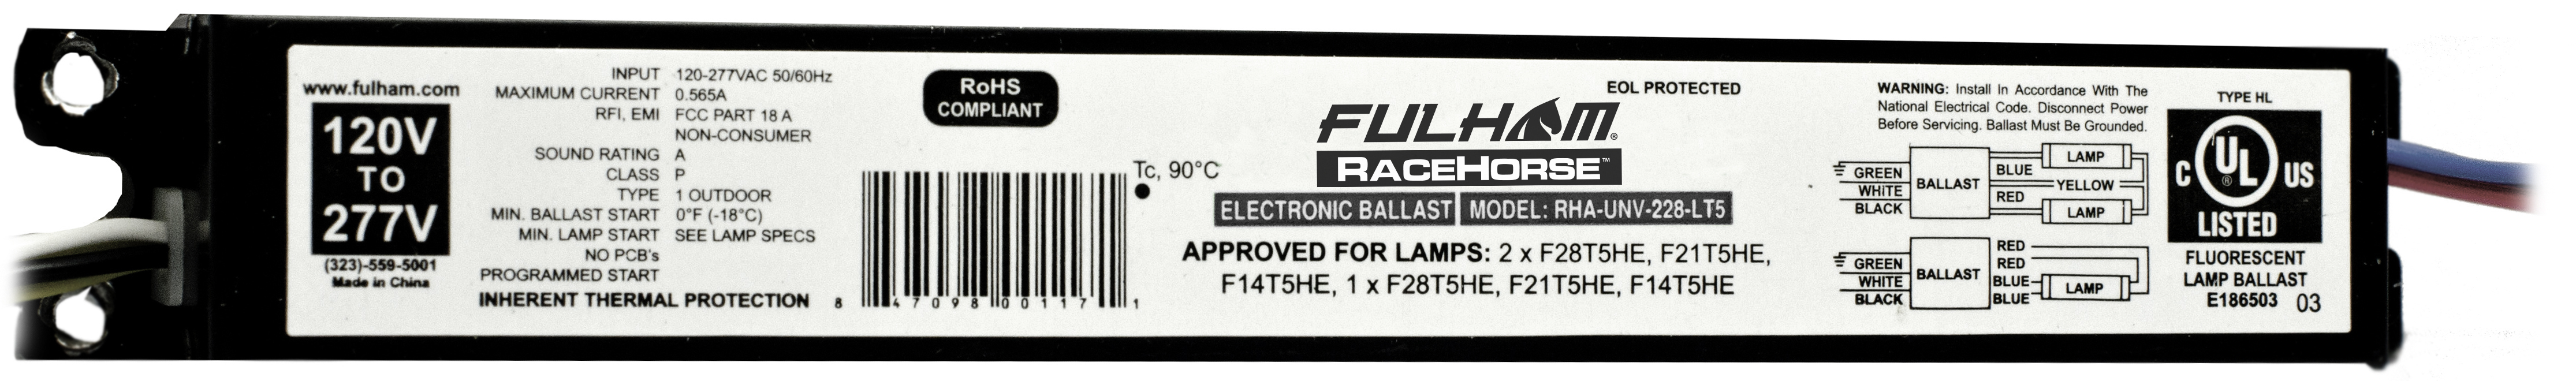 www.fulham.com
120V
TO
277V
(323)-559-5001
Made in China
INPUT 120-277VAC 50/60Hz
MAXIMUM CURRENT 0.565A
RFI, EMI FCC PART 18 A
NON-CONSUMER
SOUND RATING A
CLASS P
TYPE 1 OUTDOOR
MIN. BALLAST START 0°F (-18°C)
MIN. LAMP START SEE LAMP SPECS
NO PCB's
PROGRAMMED START
INHERENT THERMAL PROTECTION
RoHS
COMPLIANT
8 47098 00117 1
Tc, 90°C
EOL PROTECTED
FULHAM®
RACEHORSE™
ELECTRONIC BALLAST MODEL: RHA-UNV-228-LT5
APPROVED FOR LAMPS: 2 x F28T5HE, F21T5HE,
F14T5HE, 1 x F28T5HE, F21T5HE, F14T5HE
WARNING: Install In Accordance With The
National Electrical Code. Disconnect Power
Before Servicing. Ballast Must Be Grounded.
GREEN
WHITE
BLACK
BALLAST
BLUE
RED
LAMP
YELLOW
LAMP
GREEN
WHITE
BLACK
BALLAST
RED
RED
BLUE
BLUE
LAMP
TYPE HL
C UL® US
LISTED
FLUORESCENT
LAMP BALLAST
E186503 03